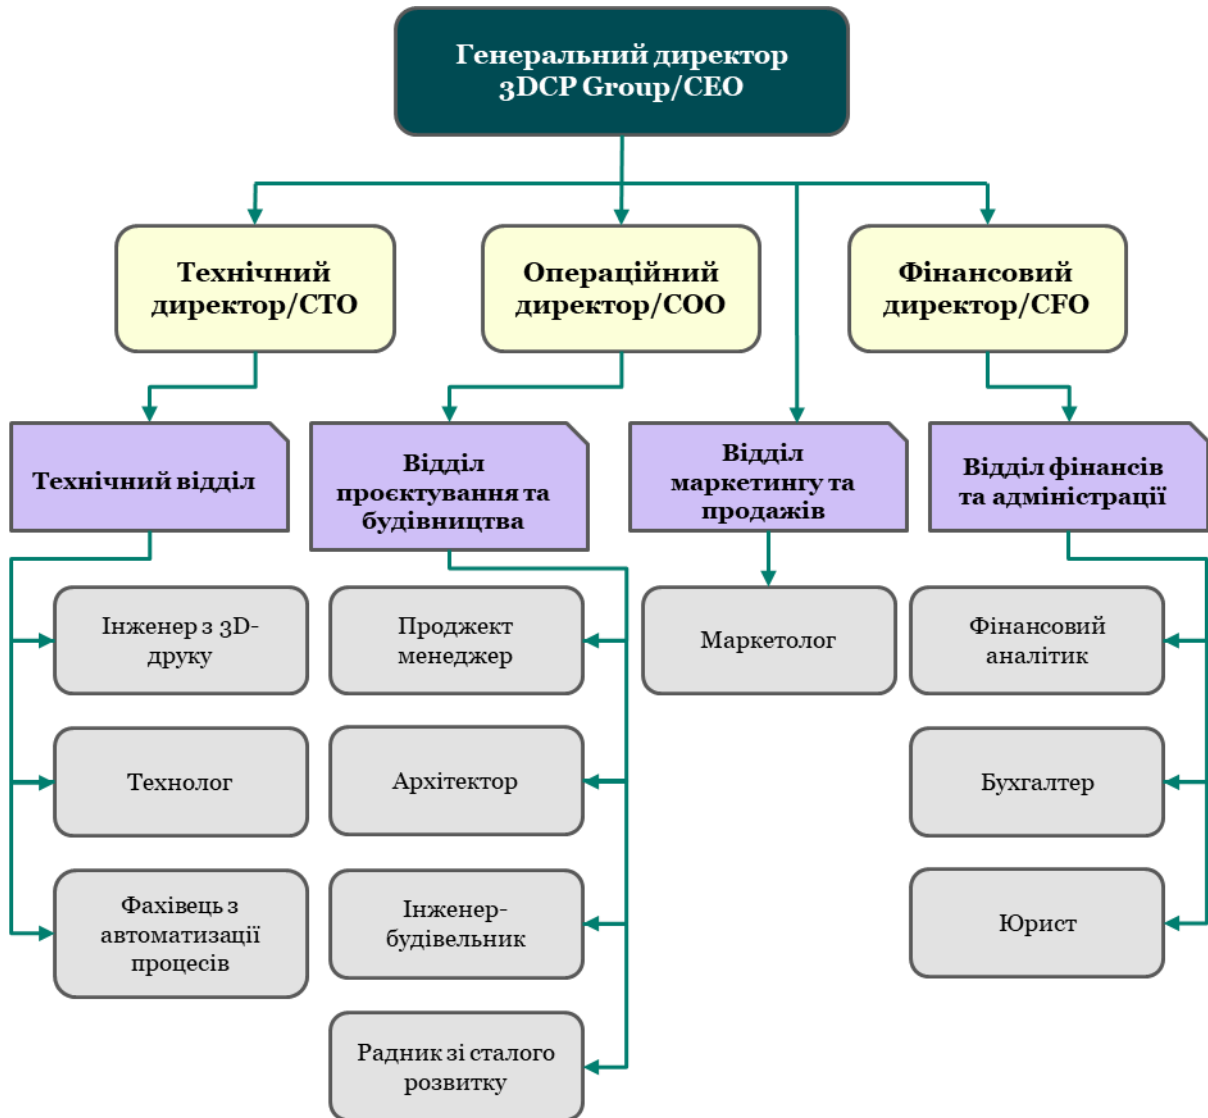 Генеральний директор
3DCP Group/CEO
Технічний
директор/CTO
Операційний
директор/COO
Фінансовий
директор/CFO
Технічний відділ
Відділ
проєктування та
будівництва
Відділ
маркетингу та
продажів
Відділ фінансів
та адміністрації
Інженер з 3D-
друку
Проджект
менеджер
Маркетолог
Фінансовий
аналітик
Технолог
Архітектор
Бухгалтер
Фахівець з
автоматизації
процесів
Інженер-
будівельник
Юрист
Радник зі сталого
розвитку